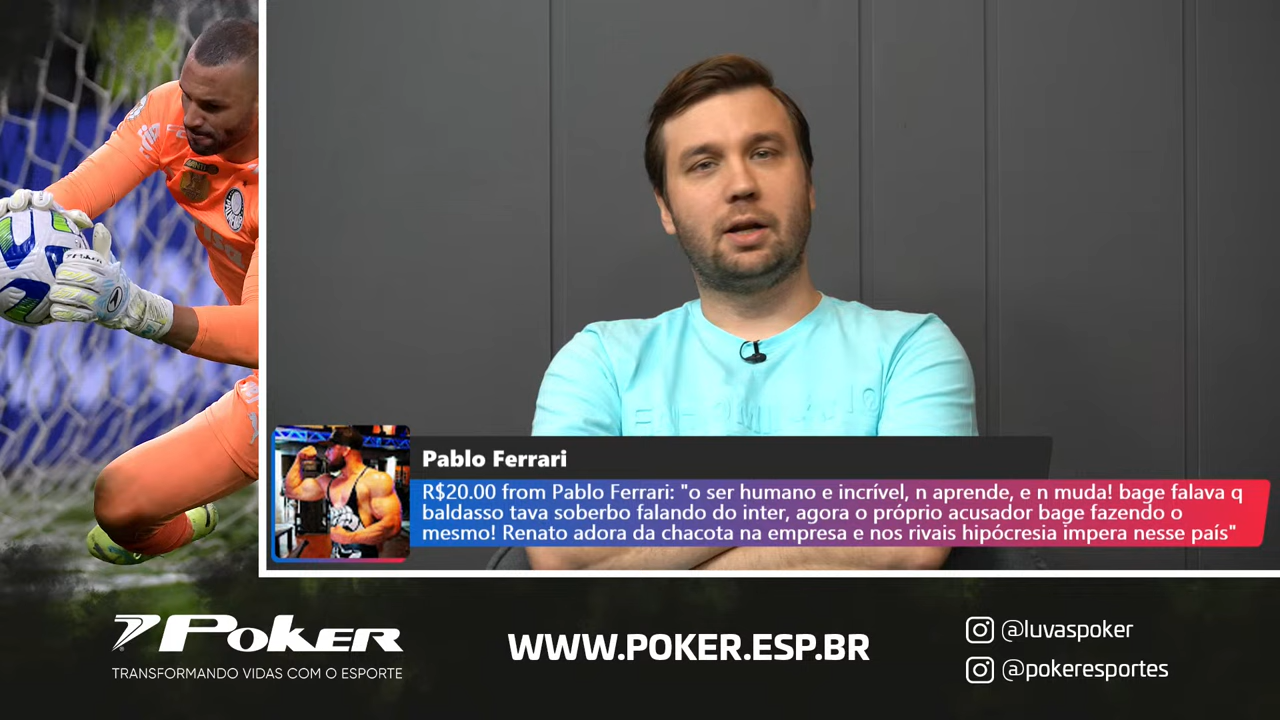 Pablo Ferrari
R$20.00 from Pablo Ferrari: "o ser humano e incrível, n aprende, e n muda! bage falava q
baldasso tava soberbo falando do inter, agora o próprio acusador bage fazendo o
mesmo! Renato adora da chacota na empresa e nos rivais hipócresia impera nesse país"
POKER
TRANSFORMANDO VIDAS COM O ESPORTE
WWW.POKER.ESP.BR
@luvaspoker
@pokeresportes